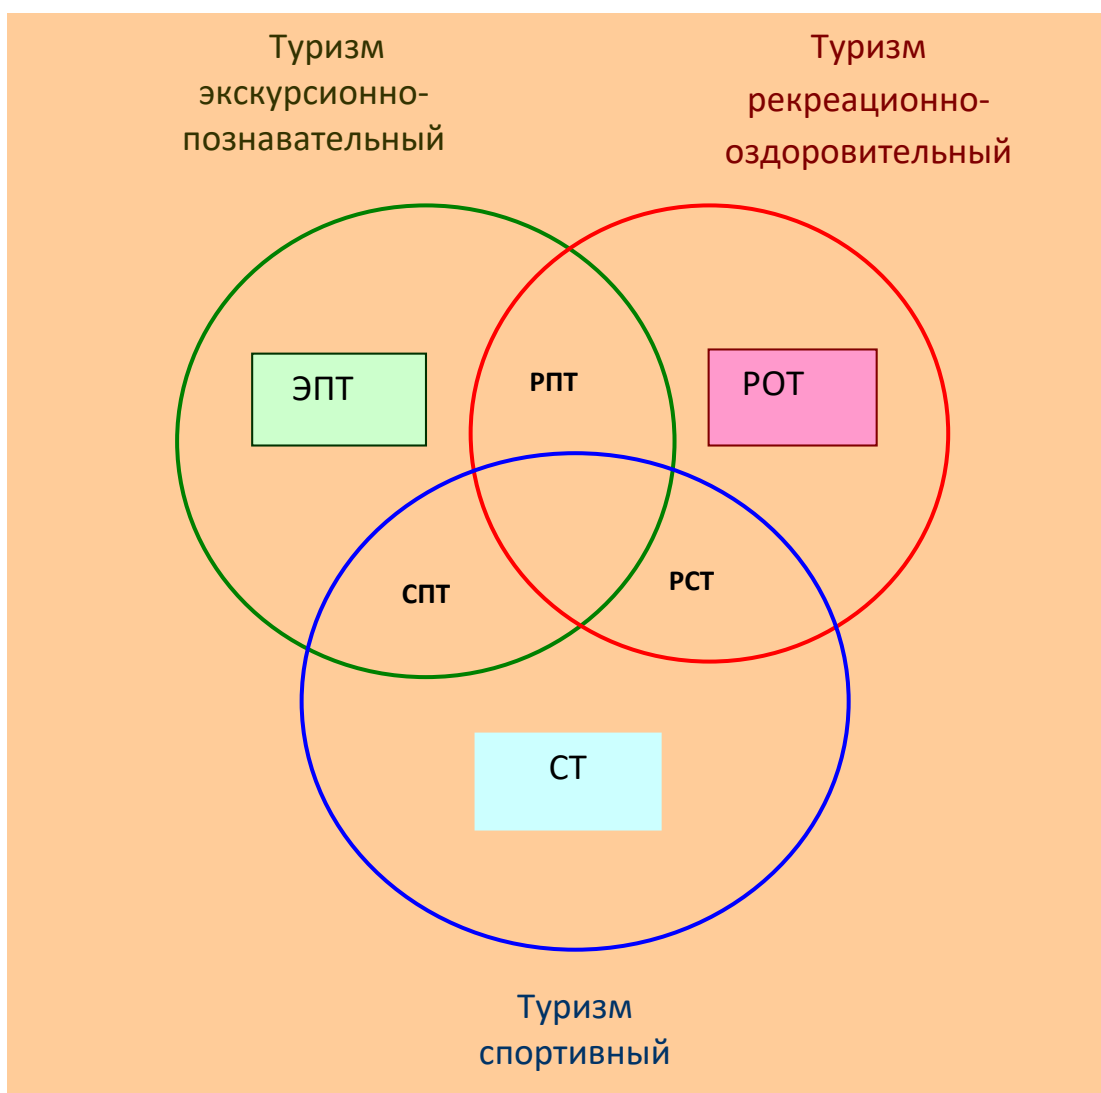 Туризм
экскурсионно-
познавательный
Туризм
рекреационно-
оздоровительный
ЭПТ
РПТ
РОТ
СПТ
РСТ
СТ
Туризм
спортивный